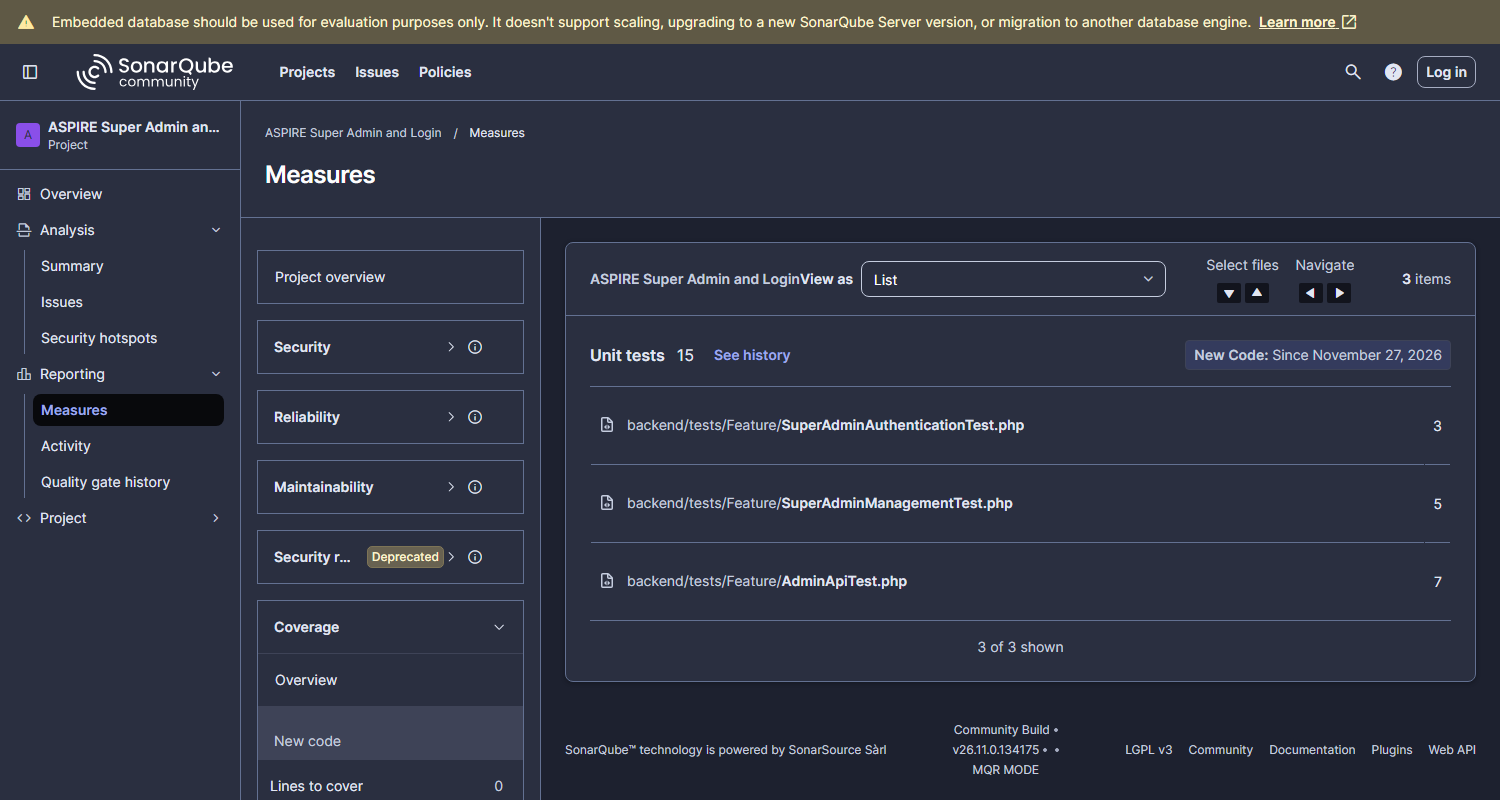 Embedded database should be used for evaluation purposes only. It doesn't support scaling, upgrading to a new SonarQube Server version, or migration to another database engine. Learn more
SonarQube community
Projects Issues Policies
? Log in
A ASPIRE Super Admin an...
Project
Overview
Analysis
Summary
Issues
Security hotspots
Reporting
Measures
Activity
Quality gate history
Project
ASPIRE Super Admin and Login / Measures
Measures
Project overview
Security
Reliability
Maintainability
Security r... Deprecated
Coverage
Overview
New code
Lines to cover 0
ASPIRE Super Admin and LoginView as List
Select files Navigate
3 items
Unit tests 15 See history
New Code: Since November 27, 2026
backend/tests/Feature/SuperAdminAuthenticationTest.php 3
backend/tests/Feature/SuperAdminManagementTest.php 5
backend/tests/Feature/AdminApiTest.php 7
3 of 3 shown
SonarQube™ technology is powered by SonarSource Sàrl
Community Build •
v26.11.0.134175 • •
MQR MODE
LGPL v3 Community Documentation Plugins Web API